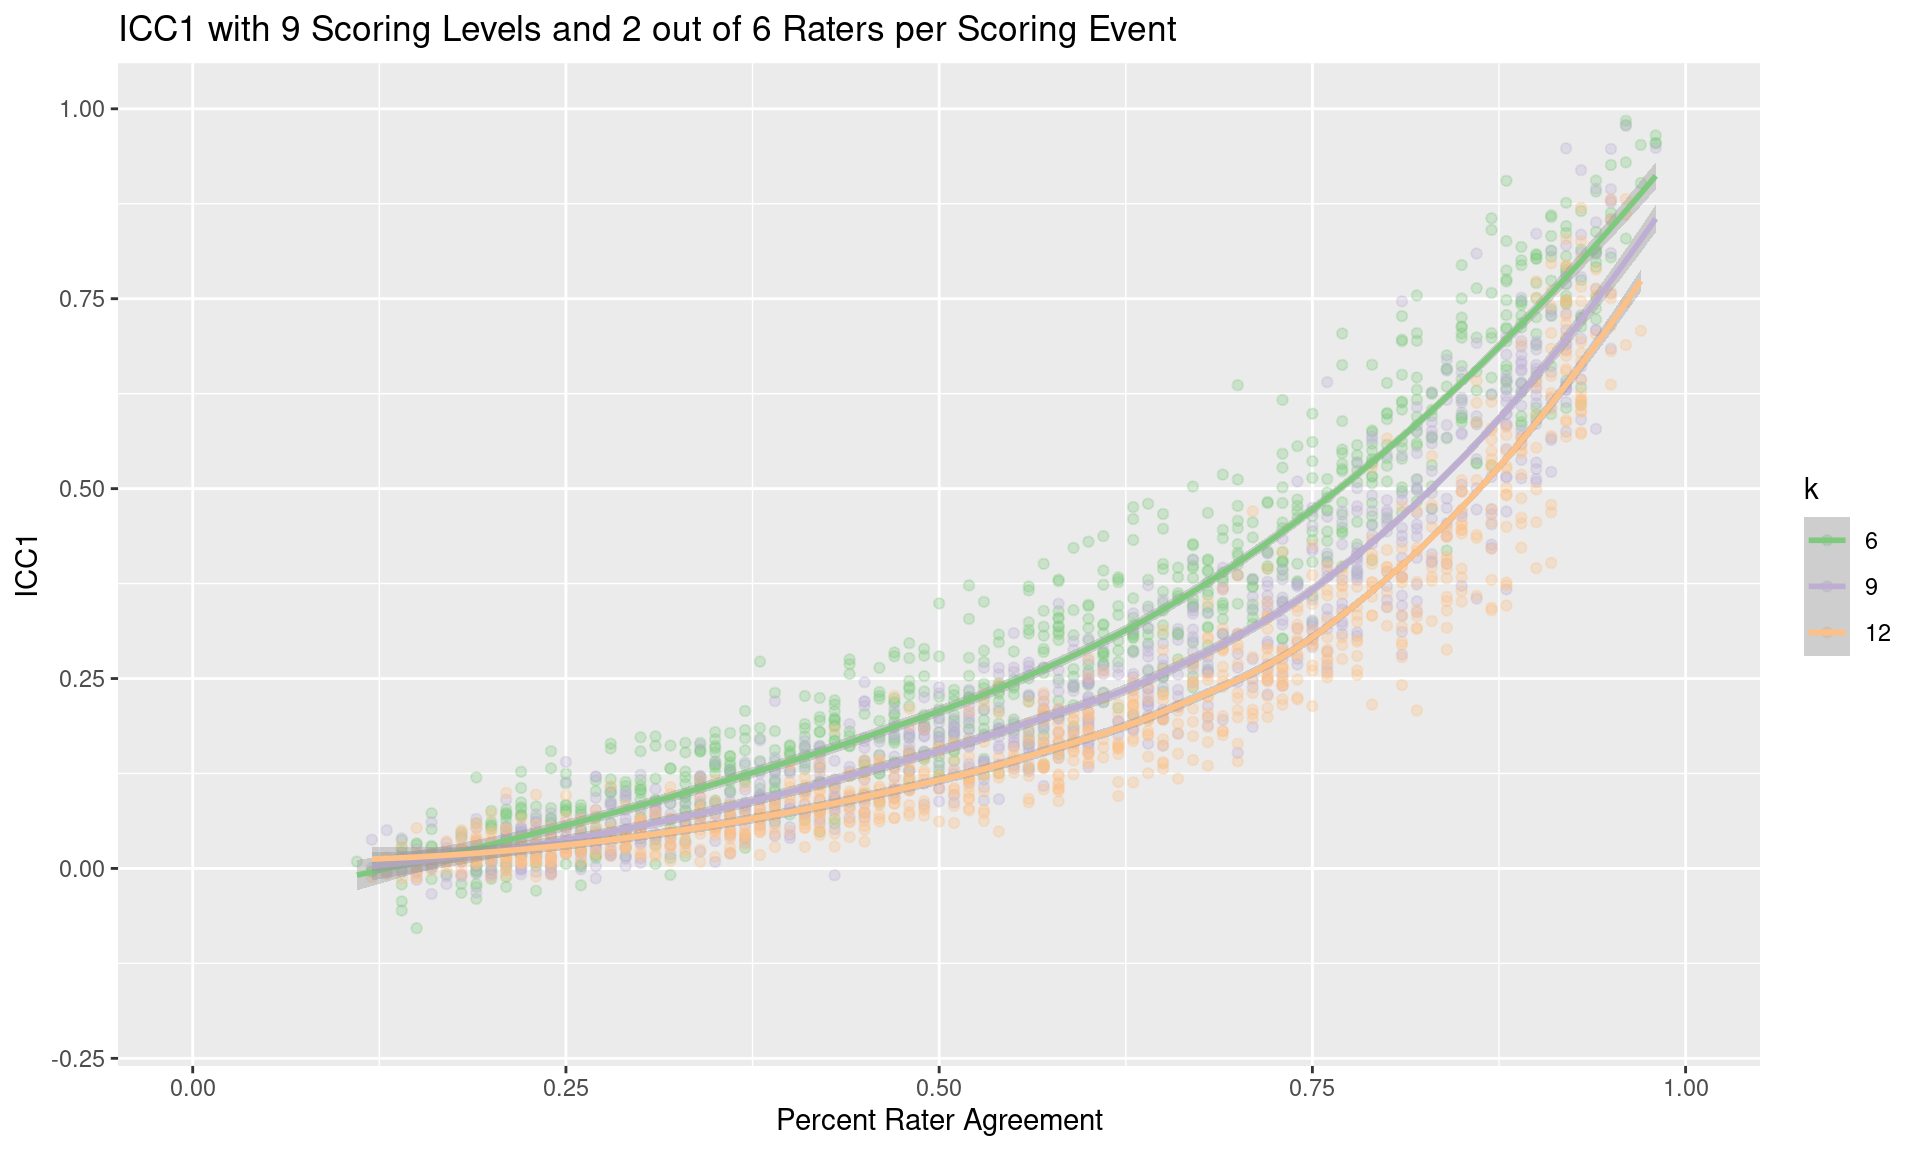 ICC1 with 9 Scoring Levels and 2 out of 6 Raters per Scoring Event
1.00
0.75
0.50
0.25
0.00
-0.25
ICC1
0.00 0.25 0.50 0.75 1.00
Percent Rater Agreement
k
6
9
12